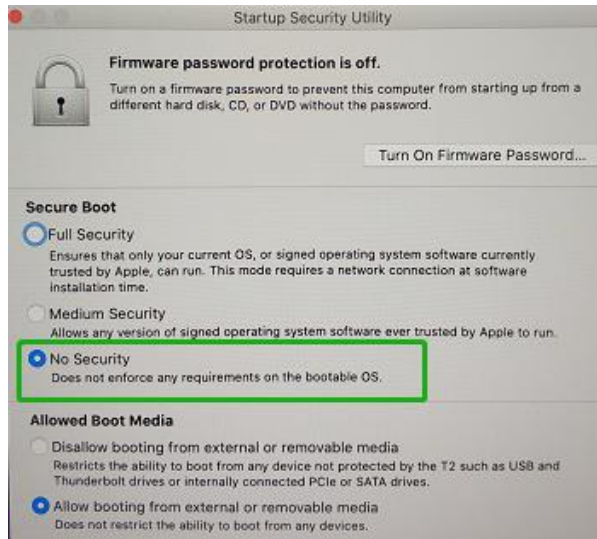 Startup Security Utility
Firmware password protection is off.
Turn on a firmware password to prevent this computer from starting up from a
different hard disk, CD, or DVD without the password.
Turn On Firmware Password...
Secure Boot
Full Security
Ensures that only your current OS, or signed operating system software currently
trusted by Apple, can run. This mode requires a network connection at software
installation time.
Medium Security
Allows any version of signed operating system software ever trusted by Apple to run.
No Security
Does not enforce any requirements on the bootable OS.
Allowed Boot Media
Disallow booting from external or removable media
Restricts the ability to boot from any device not protected by the T2 such as USB and
Thunderbolt drives or internally connected PCIe or SATA drives.
Allow booting from external or removable media
Does not restrict the ability to boot from any devices.